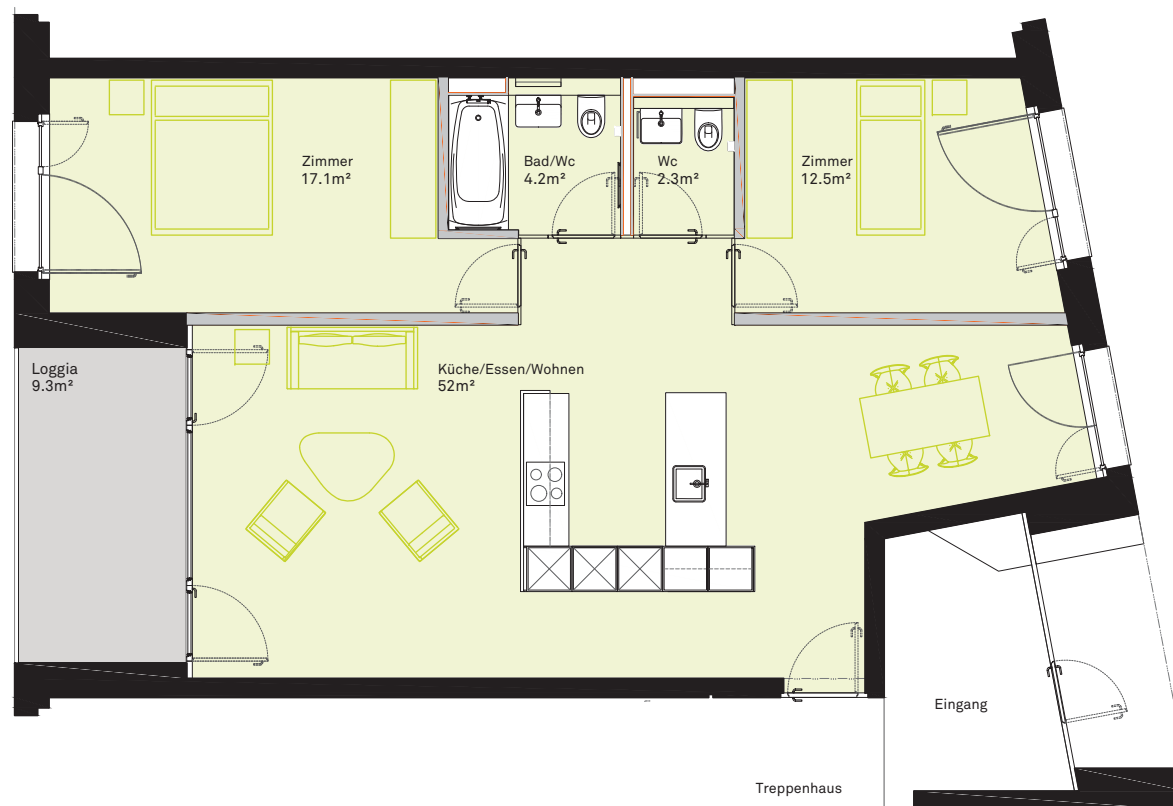 Zimmer
17.1m²
Bad/Wc
4.2m²
Wc
2.3m²
Zimmer
12.5m²
Loggia
9.3m²
Küche/Essen/Wohnen
52m²
Eingang
Treppenhaus